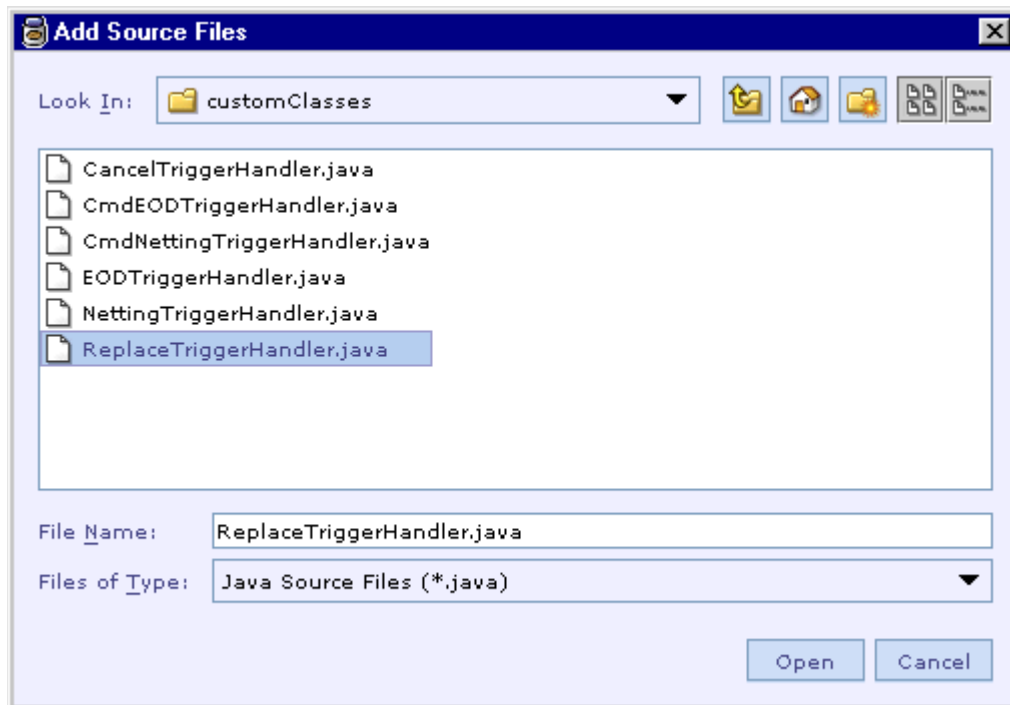 Add Source Files
Look In: customClasses
CancelTriggerHandler.java
CmdEODTriggerHandler.java
CmdNettingTriggerHandler.java
EODTriggerHandler.java
NettingTriggerHandler.java
ReplaceTriggerHandler.java
File Name: ReplaceTriggerHandler.java
Files of Type: Java Source Files (*.java)
Open Cancel